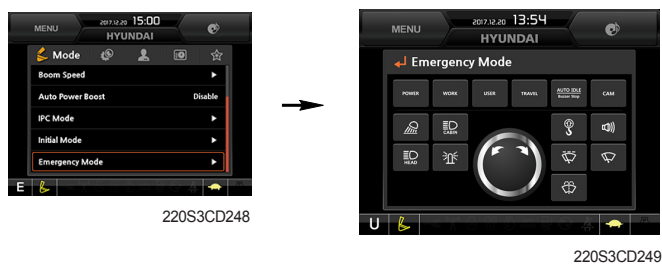 MENU
2017.12.20 15:00
HYUNDAI
Mode
Boom Speed
Auto Power Boost Disable
IPC Mode
Initial Mode
Emergency Mode
E
220S3CD248
MENU
2017.12.20 13:54
HYUNDAI
Emergency Mode
POWER WORK USER TRAVEL AUTO IDLE CAM
Buzzer Stop
CABIN
HEAD
U
220S3CD249